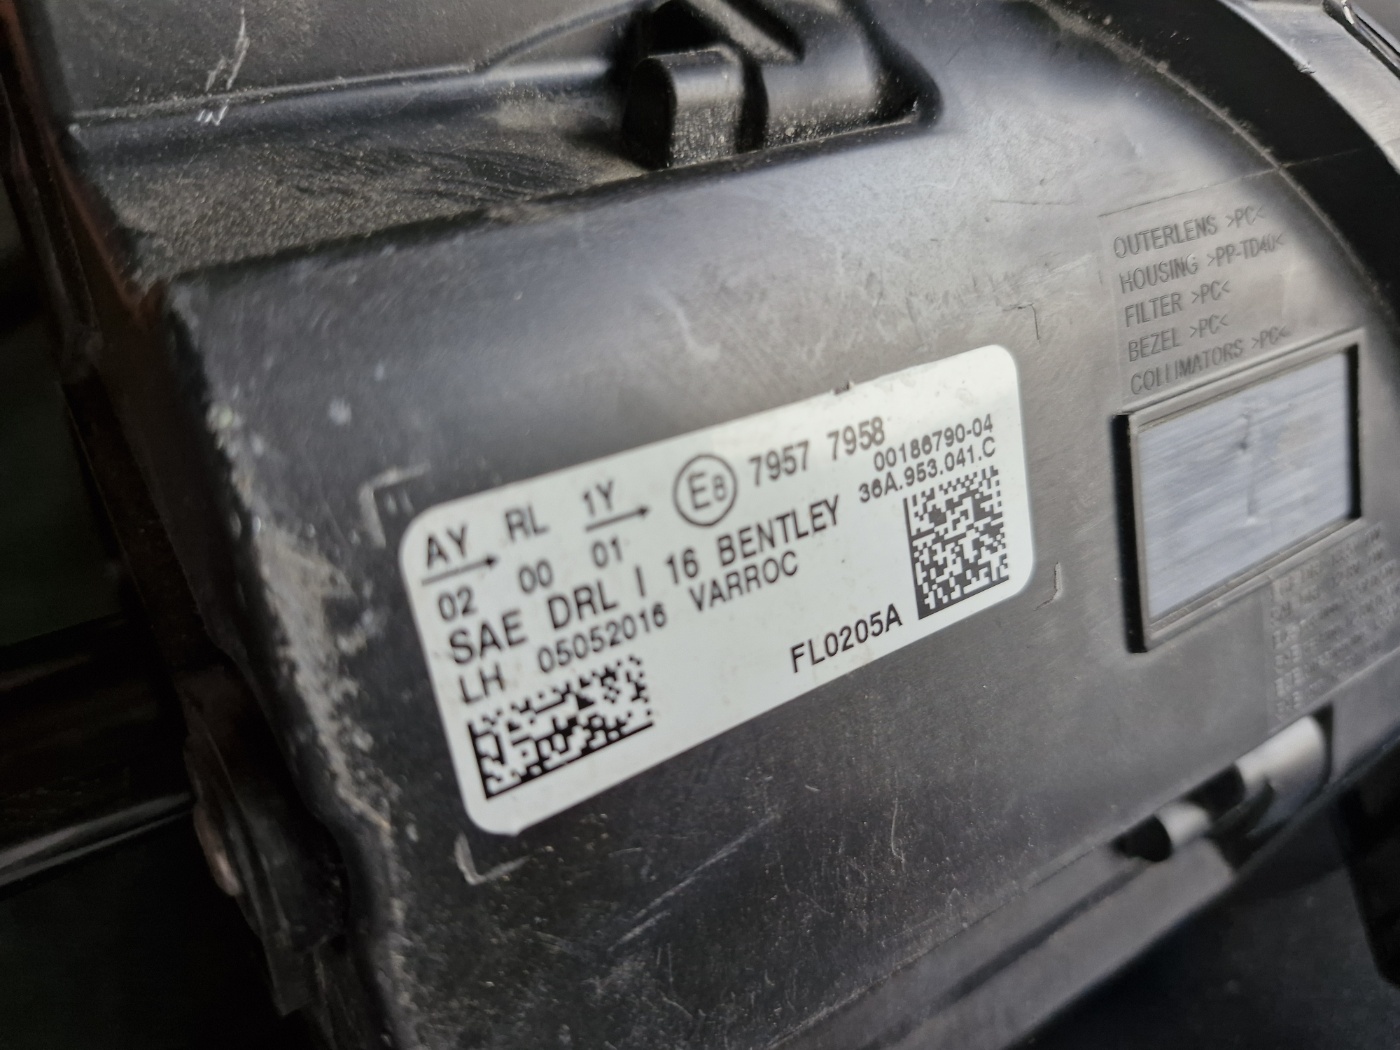 OUTERLENS >PC<
HOUSING >PP-TD40<
FILTER >PC<
BEZEL >PC<
COLLIMATORS >PC<
AY RL 1Y E8 7957 7958
02 00 01
00186790-04
36A.953.041.C
SAE DRL I 16 BENTLEY
LH 05052016 VARROC
FL0205A